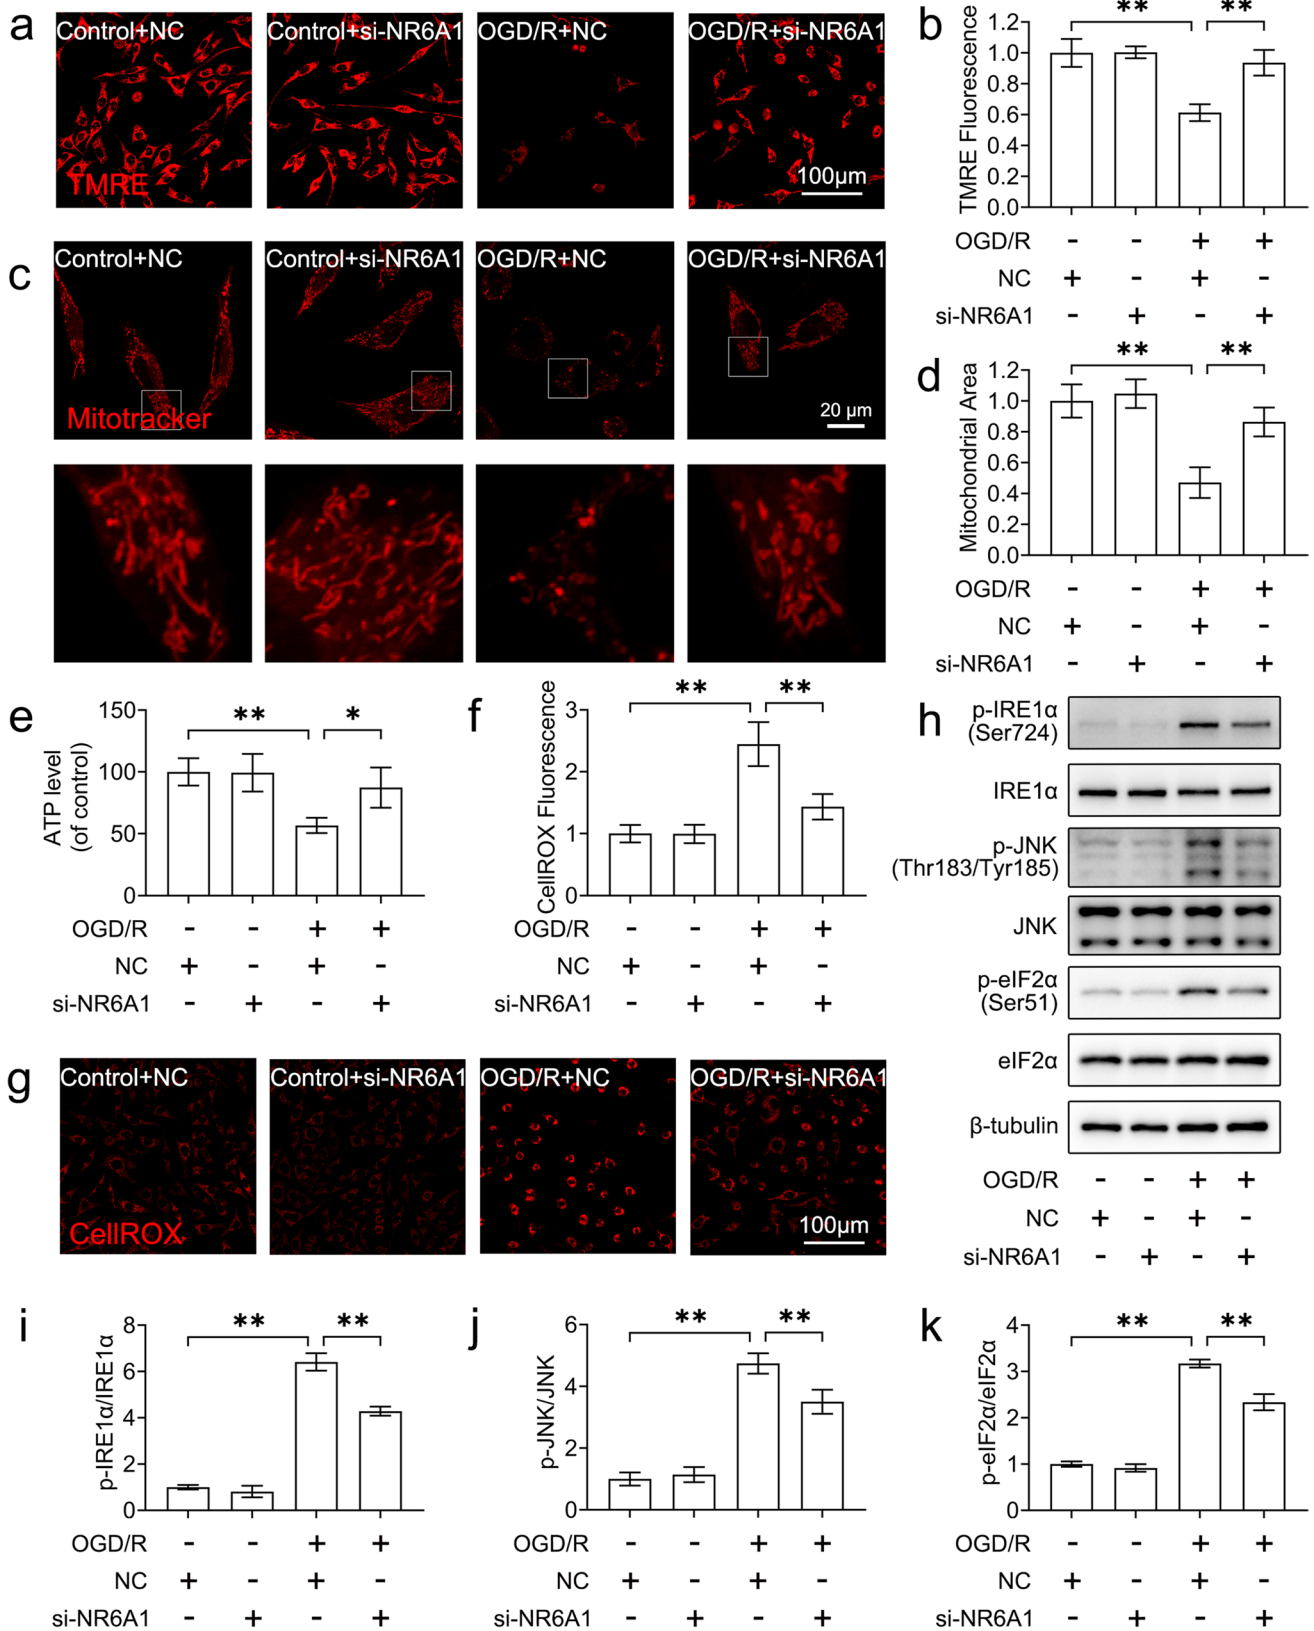 a
Control+NC
Control+si-NR6A1
OGD/R+NC
OGD/R+si-NR6A1
TMRE
100μm
b
** **
TMRE Fluorescence
1.2
1.0
0.8
0.6
0.4
0.2
0.0
OGD/R - - + +
NC + - + -
si-NR6A1 - + - +
c
Control+NC
Control+si-NR6A1
OGD/R+NC
OGD/R+si-NR6A1
Mitotracker
20 μm
d
** **
Mitochondrial Area
1.2
1.0
0.8
0.6
0.4
0.2
0.0
OGD/R - - + +
NC + - + -
si-NR6A1 - + - +
e
** *
ATP level
(of control)
150
100
50
0
OGD/R - - + +
NC + - + -
si-NR6A1 - + - +
f
** **
CellROX Fluorescence
3
2
1
0
OGD/R - - + +
NC + - + -
si-NR6A1 - + - +
g
Control+NC
Control+si-NR6A1
OGD/R+NC
OGD/R+si-NR6A1
CellROX
100μm
h
p-IRE1α
(Ser724)
IRE1α
p-JNK
(Thr183/Tyr185)
JNK
p-eIF2α
(Ser51)
eIF2α
β-tubulin
OGD/R - - + +
NC + - + -
si-NR6A1 - + - +
i
** **
p-IRE1α/IRE1α
8
6
4
2
0
OGD/R - - + +
NC + - + -
si-NR6A1 - + - +
j
** **
p-JNK/JNK
6
4
2
0
OGD/R - - + +
NC + - + -
si-NR6A1 - + - +
k
** **
p-eIF2α/eIF2α
4
3
2
1
0
OGD/R - - + +
NC + - + -
si-NR6A1 - + - +